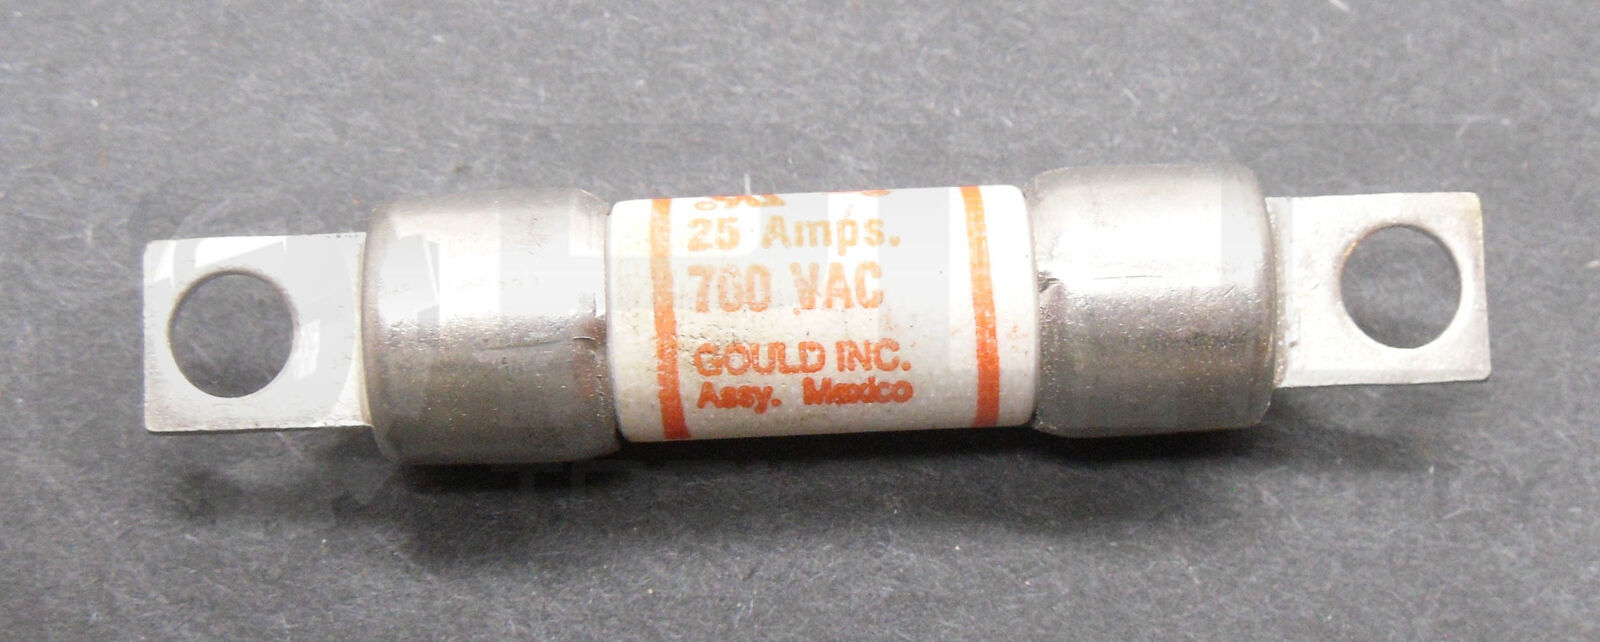 25 Amps.
700 VAC
GOULD INC.
Assy. Mexico